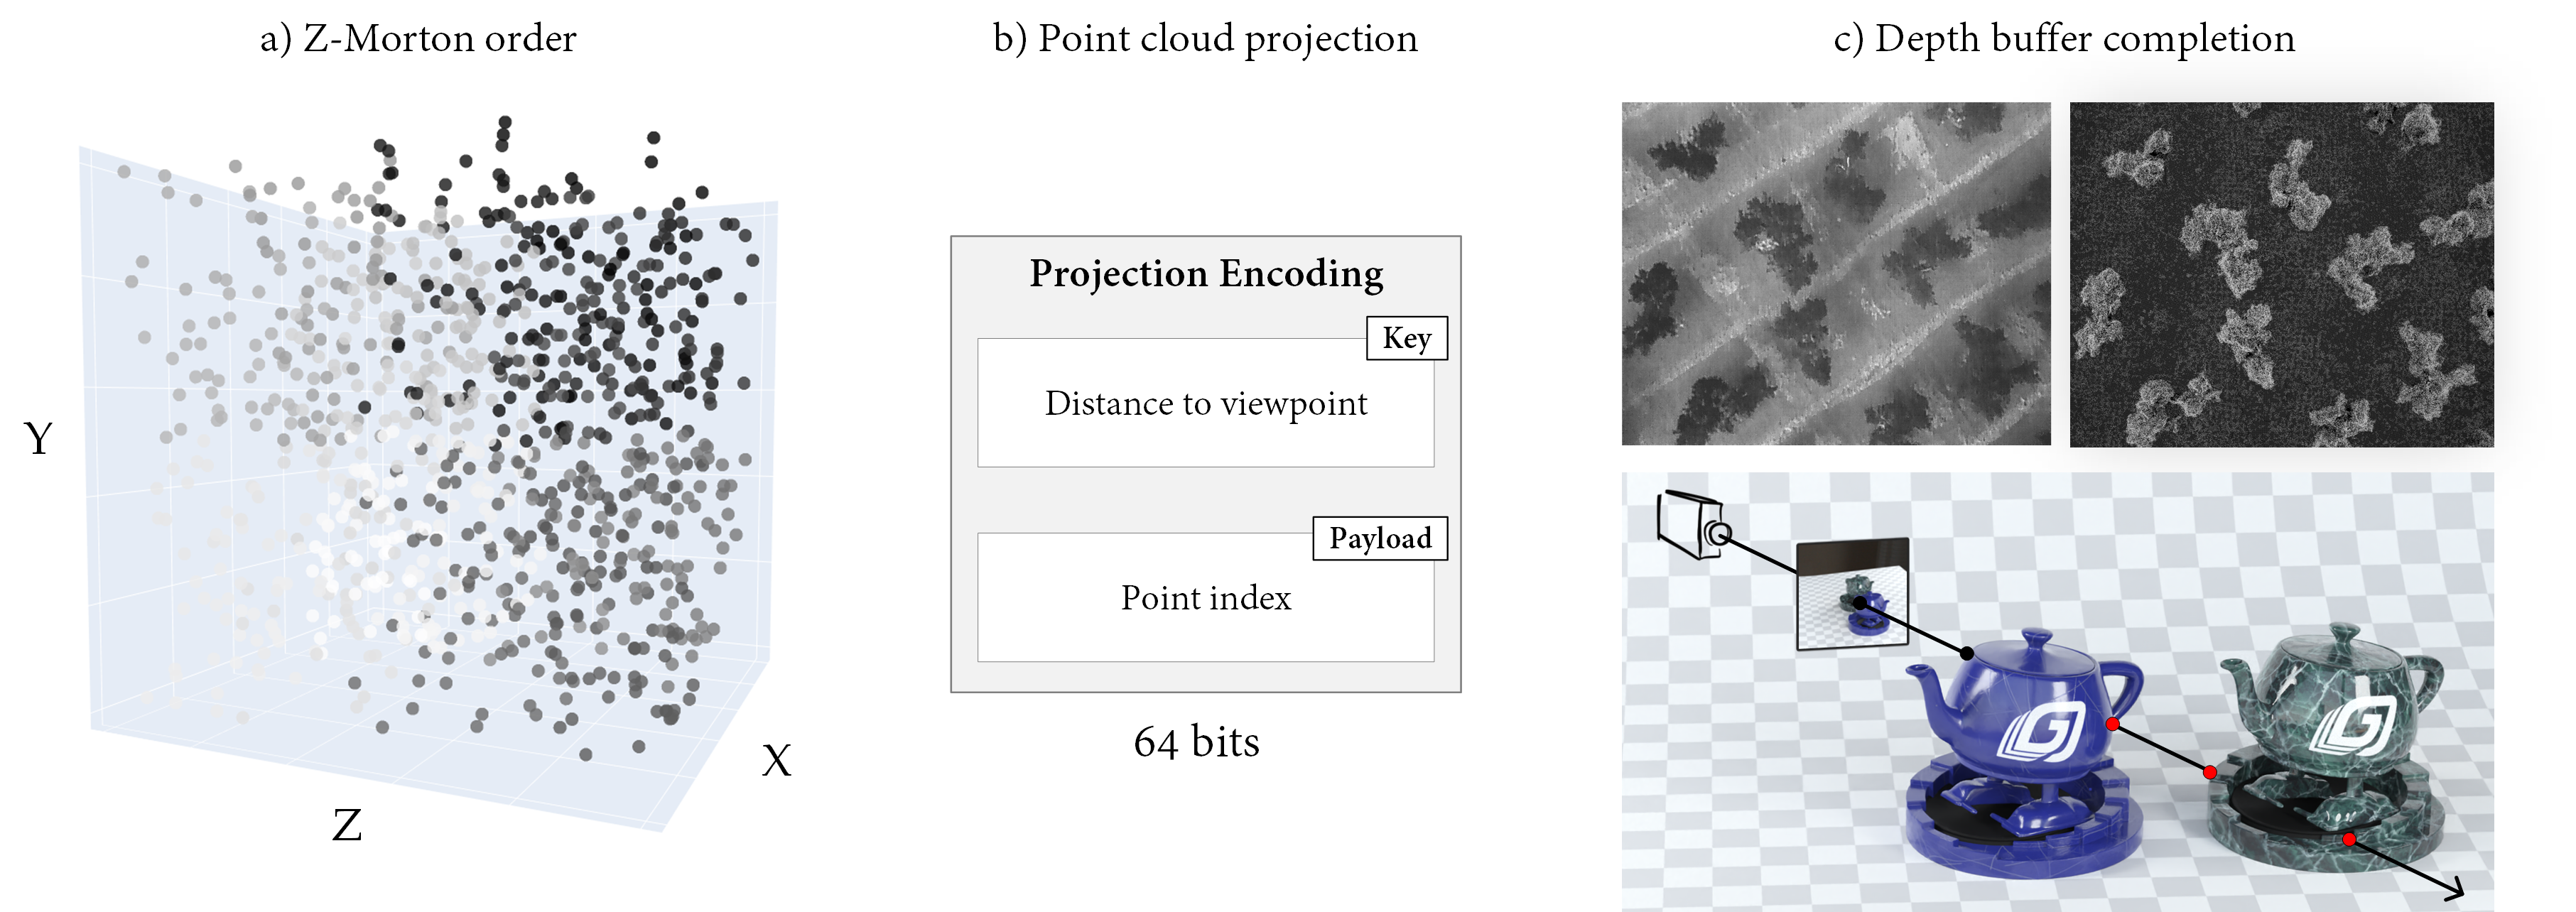 a) Z-Morton order
Y
Z
X
b) Point cloud projection
Projection Encoding
Key
Distance to viewpoint
Payload
Point index
64 bits
c) Depth buffer completion